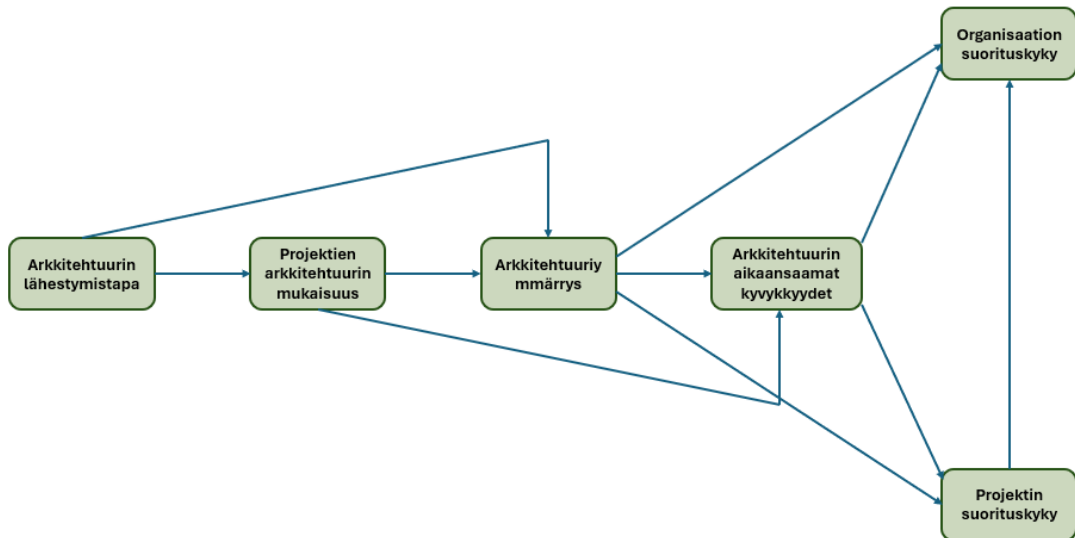 Organisaation
suorituskyky
Arkkitehtuurin
lähestymistapa
Projektien
arkkitehtuurin
mukaisuus
Arkkitehtuuriy
mmärrys
Arkkitehtuurin
aikaansaamat
kyvykkyydet
Projektin
suorituskyky